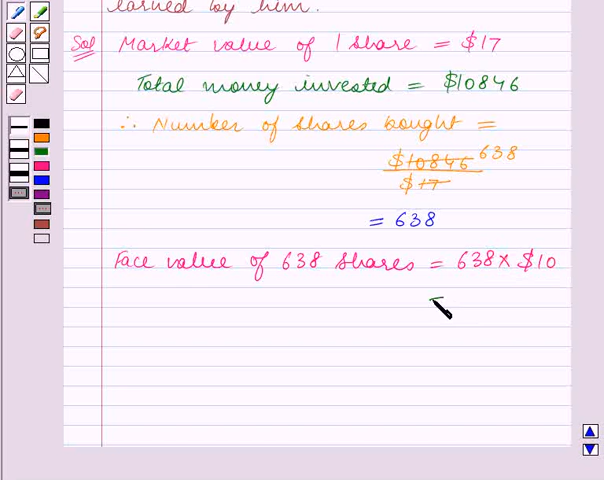 earned by him.
Sol Market value of 1 share = $17
Total money invested = $10846
∴ Number of shares bought =
$10846 638
$17
= 638
Face value of 638 shares = 638 × $10